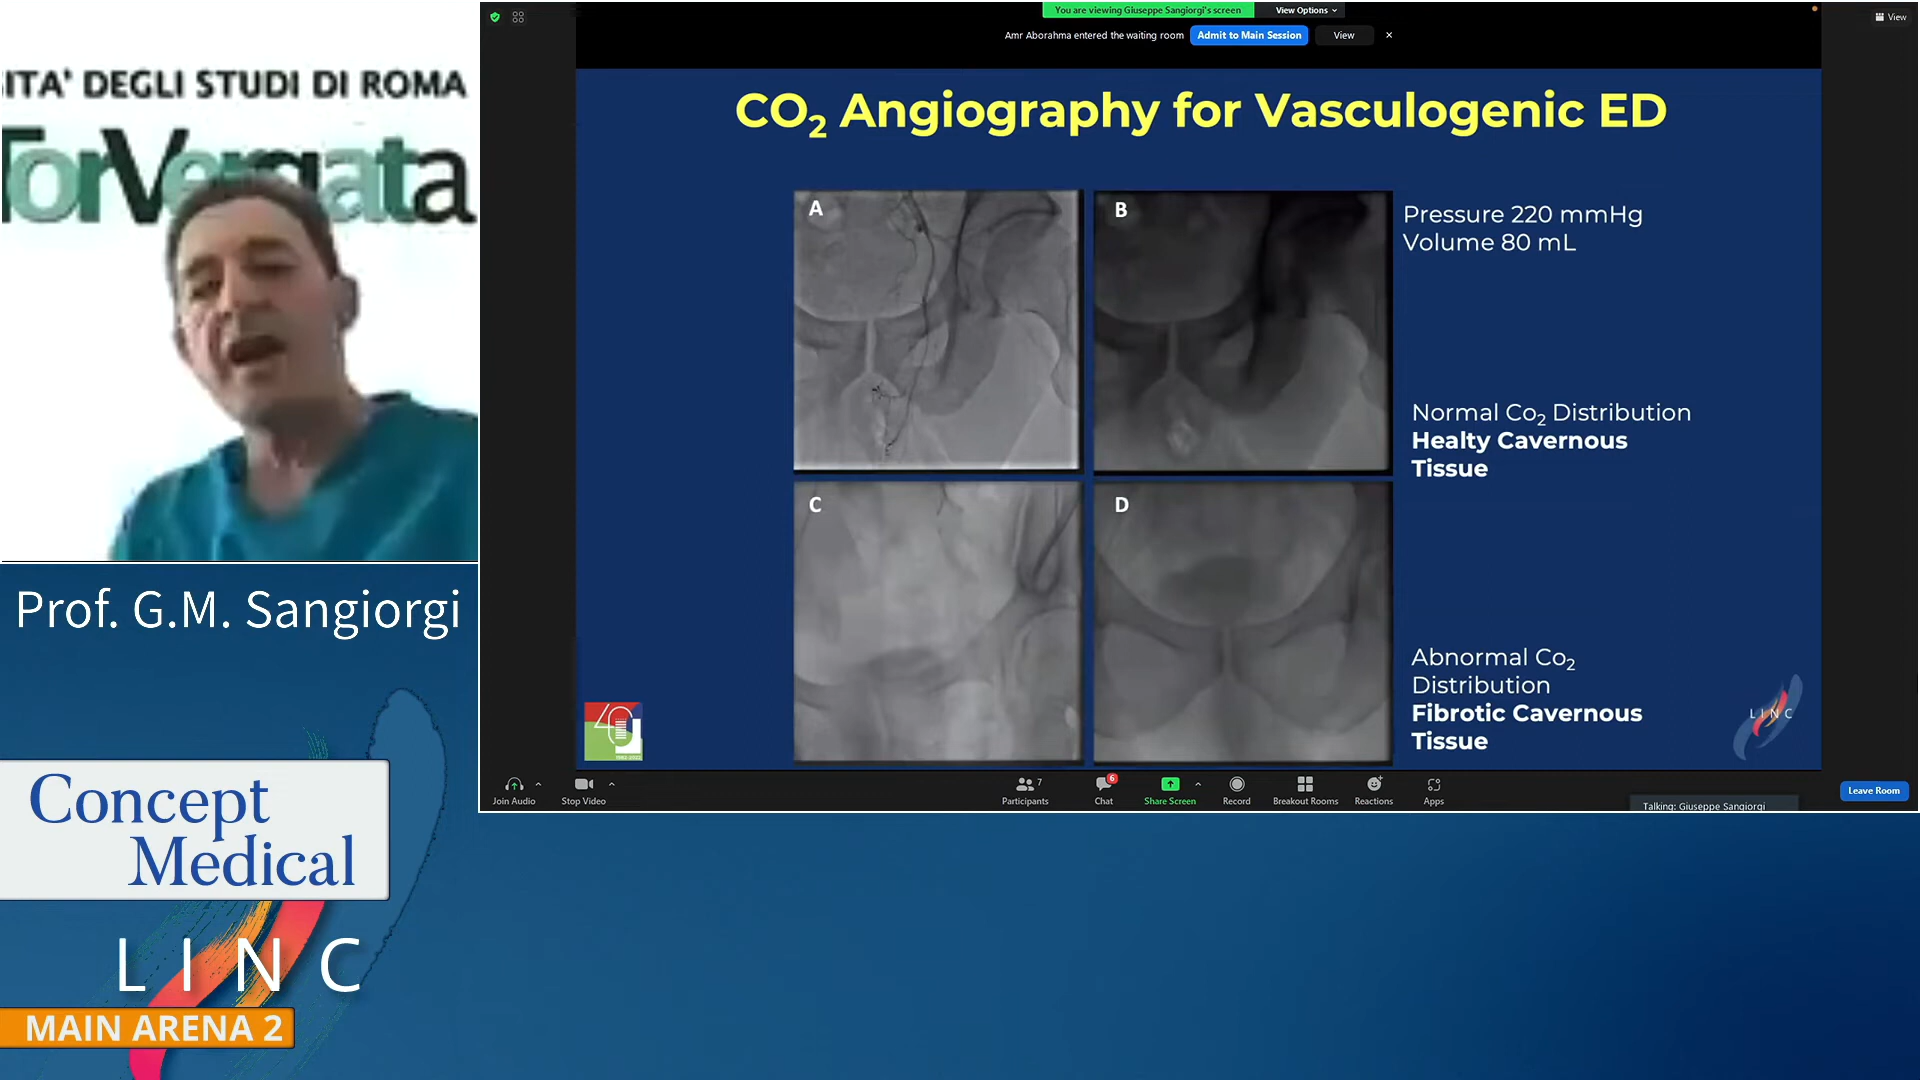 ITA' DEGLI STUDI DI ROMA
TorVergata
Prof. G.M. Sangiorgi
Concept
Medical
LINC
MAIN ARENA 2
You are viewing Giuseppe Sangiorgi's screen
View Options
View
Amr Aborahma entered the waiting room
Admit to Main Session
View
CO₂ Angiography for Vasculogenic ED
A
B
Pressure 220 mmHg
Volume 80 mL
Normal Co₂ Distribution
Healty Cavernous
Tissue
C
D
Abnormal Co₂
Distribution
Fibrotic Cavernous
Tissue
LINC
40
Join Audio
Stop Video
Participants
7
Chat
6
Share Screen
Record
Breakout Rooms
Reactions
Apps
Talking: Giuseppe Sangiorgi
Leave Room